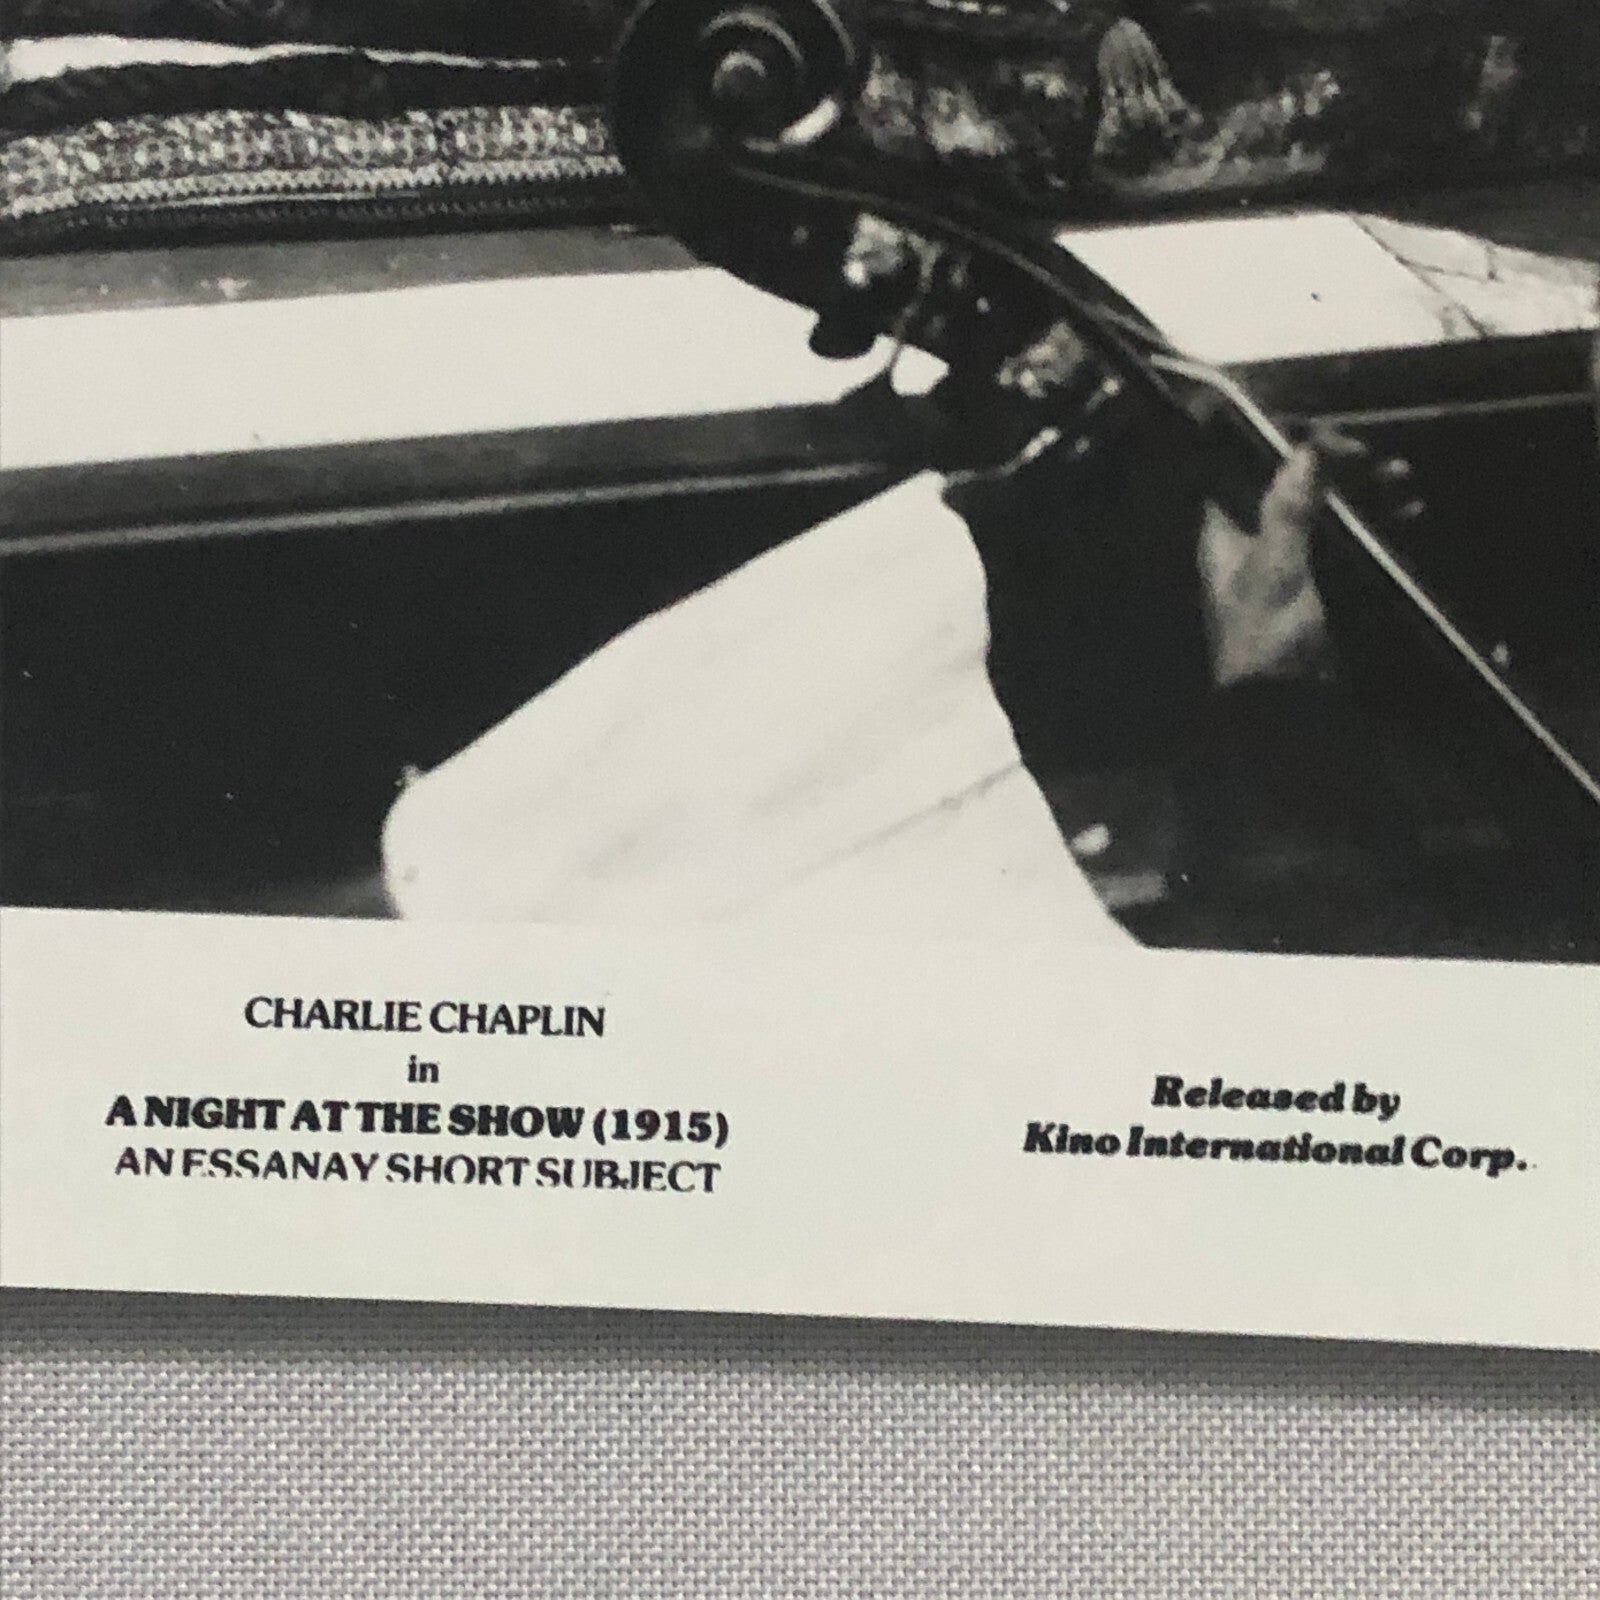 CHARLIE CHAPLIN
in
A NIGHT AT THE SHOW (1915)
AN ESSANAY SHORT SUBJECT
Released by
Kino International Corp.